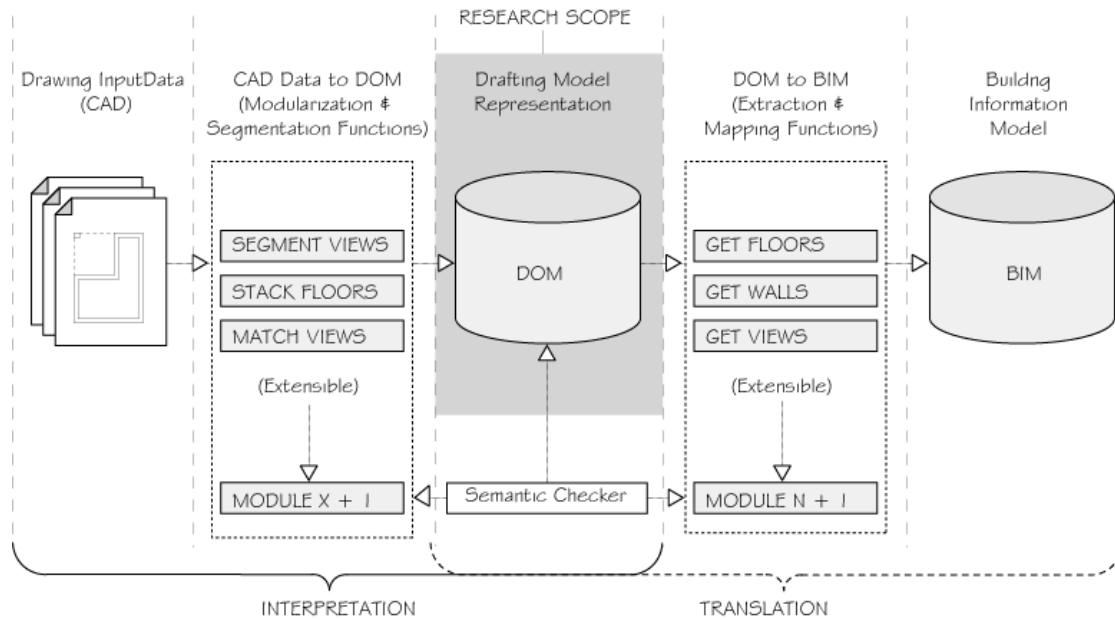 RESEARCH SCOPE
Drawing InputData
(CAD)
CAD Data to DOM
(Modularization &
Segmentation Functions)
Drafting Model
Representation
DOM to BIM
(Extraction &
Mapping Functions)
Buildng
Information
Model
SEGMENT VIEWS
STACK FLOORS
MATCH VIEWS
(Extensible)
MODULE X + 1
DOM
Semantic Checker
GET FLOORS
GET WALLS
GET VIEWS
(Extensible)
MODULE N + 1
BIM
INTERPRETATION
TRANSLATION